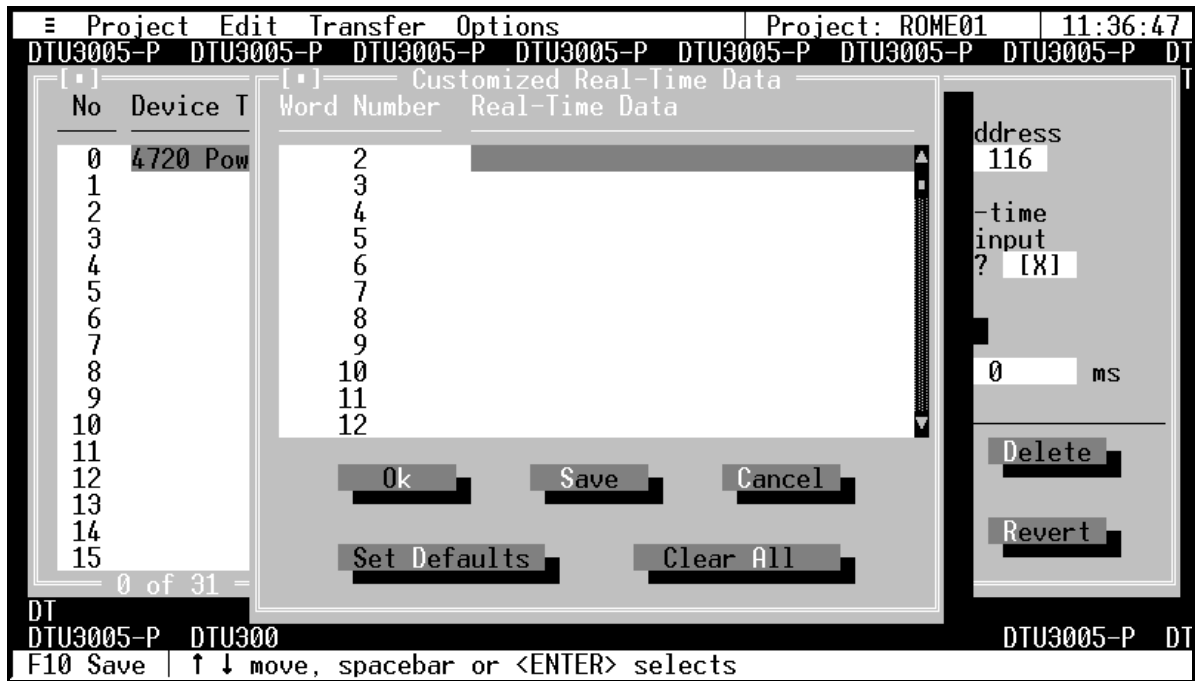 ≡ Project Edit Transfer Options Project: ROME01 11:36:47
DTU3005-P DTU3005-P DTU3005-P DTU3005-P DTU3005-P DTU3005-P DTU3005-P DT
[▪] Customized Real-Time Data T
No Device T Word Number Real-Time Data
ddress
0 4720 Pow 2 116
1 3
2 4 -time
3 5 input
4 6 ? [X]
5 7
6 8
7 9
8 10 0 ms
9 11
10 12
11 Delete
12 Ok Save Cancel
13
14 Revert
15 Set Defaults Clear All
0 of 31
DT
DTU3005-P DTU300 DTU3005-P DT
F10 Save ↑ ↓ move, spacebar or <ENTER> selects